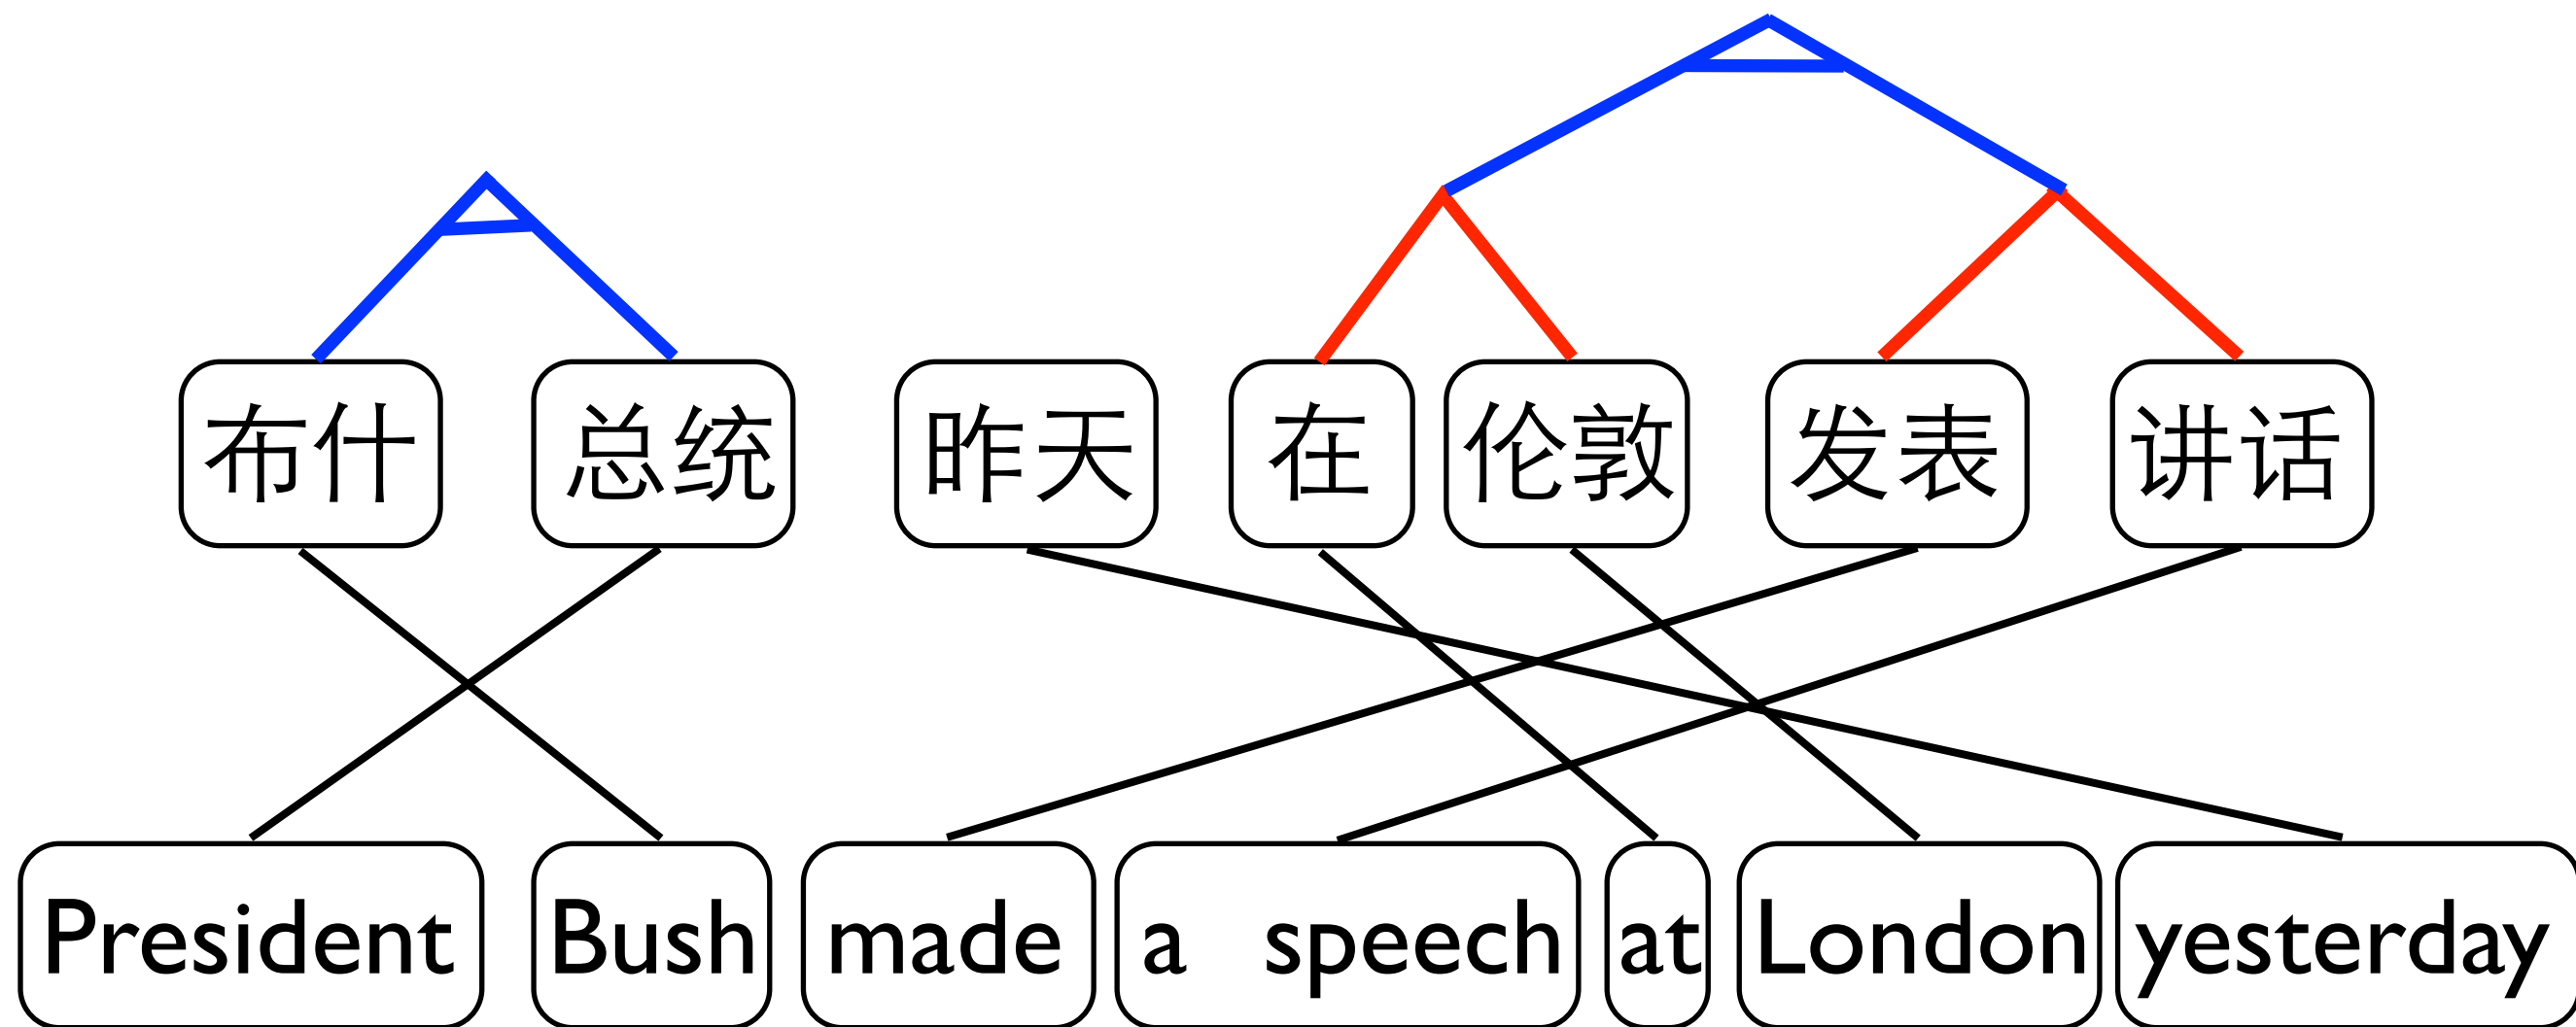 布什 总统 昨天 在 伦敦 发表 讲话
President Bush made a speech at London yesterday